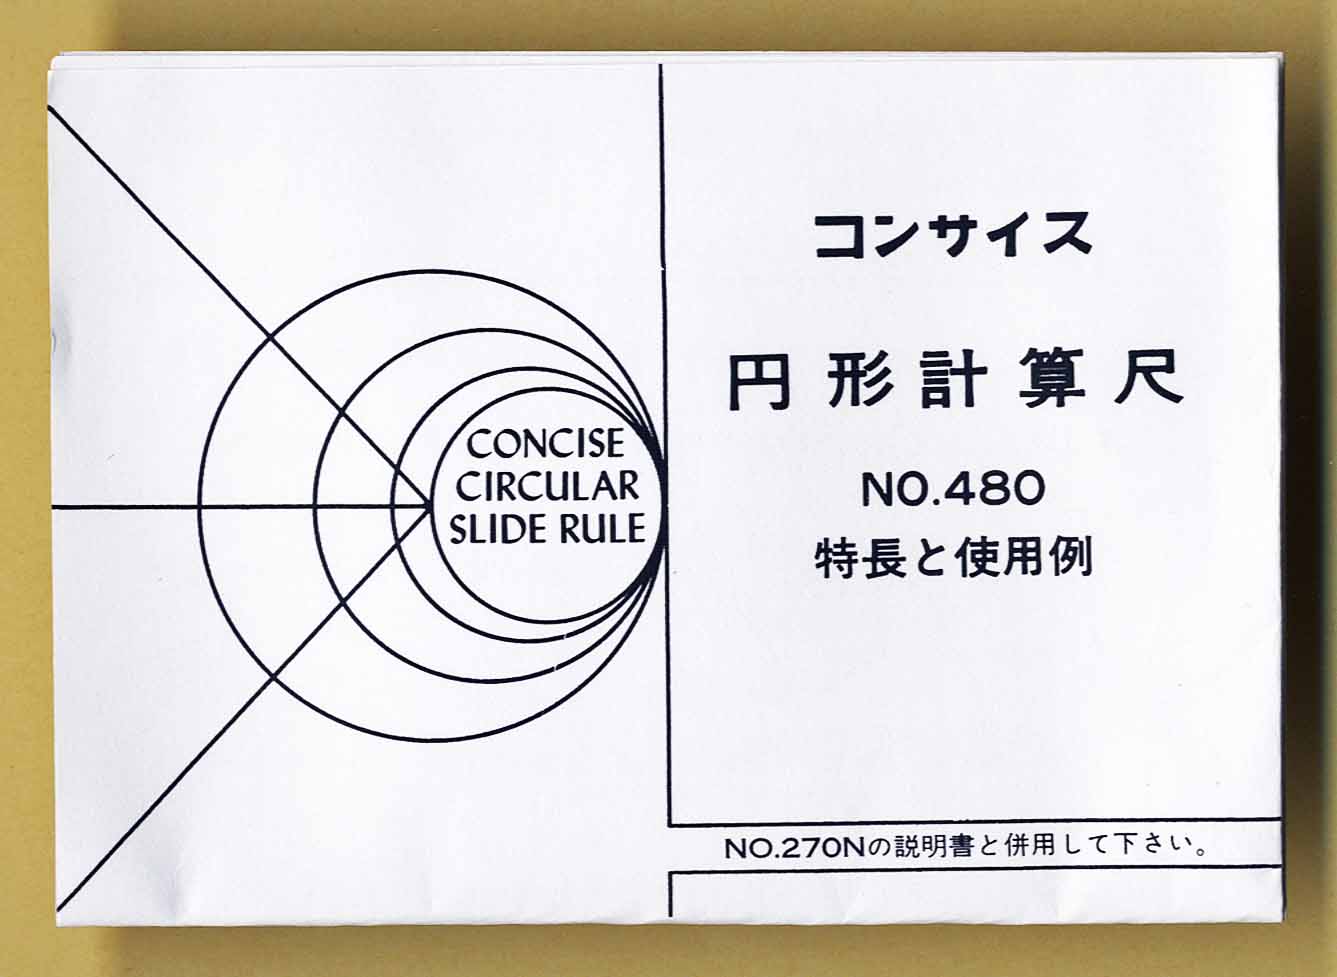 CONCISE
CIRCULAR
SLIDE RULE
コンサイス
円形計算尺
NO.480
特長と使用例
NO.270Nの説明書と併用して下さい。